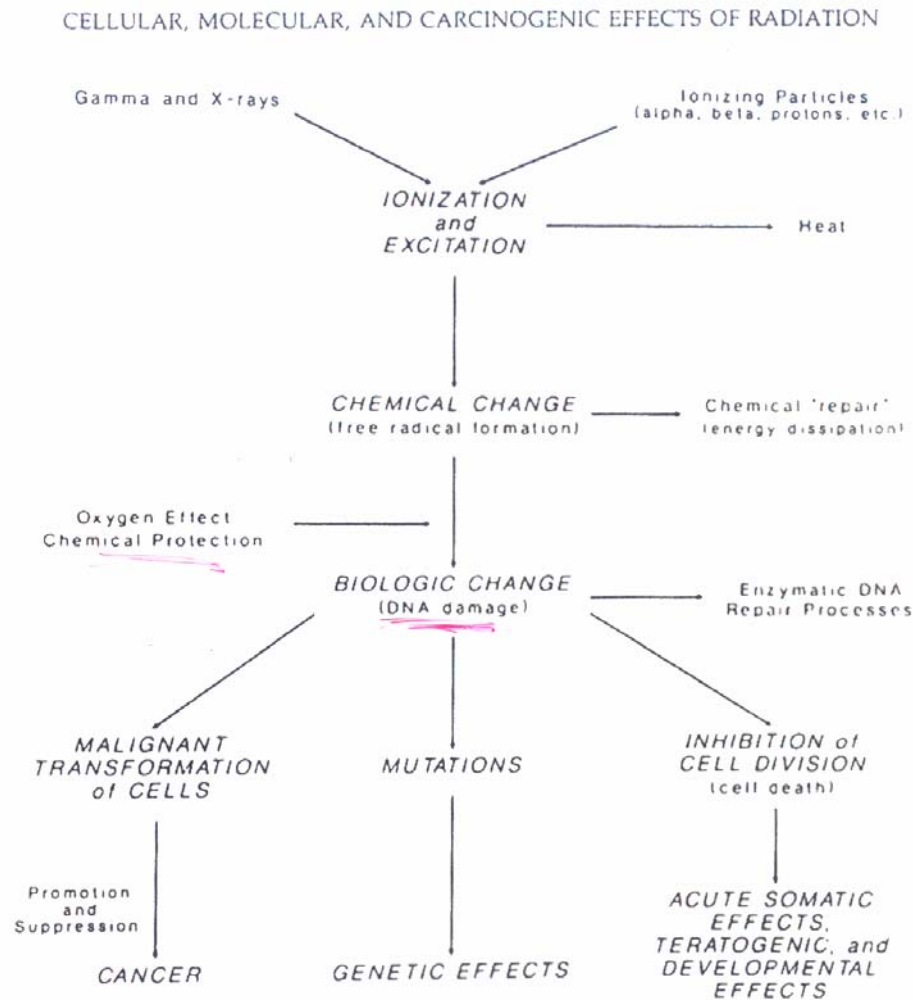 CELLULAR, MOLECULAR, AND CARCINOGENIC EFFECTS OF RADIATION
Gamma and X-rays
Ionizing Particles
(alpha, beta, protons, etc.)
IONIZATION
and
EXCITATION
Heat
CHEMICAL CHANGE
(free radical formation)
Chemical "repair"
(energy dissipation)
Oxygen Effect
Chemical Protection
BIOLOGIC CHANGE
(DNA damage)
Enzymatic DNA
Repair Processes
MALIGNANT
TRANSFORMATION
of CELLS
MUTATIONS
INHIBITION of
CELL DIVISION
(cell death)
Promotion
and
Suppression
CANCER
GENETIC EFFECTS
ACUTE SOMATIC
EFFECTS,
TERATOGENIC, and
DEVELOPMENTAL
EFFECTS